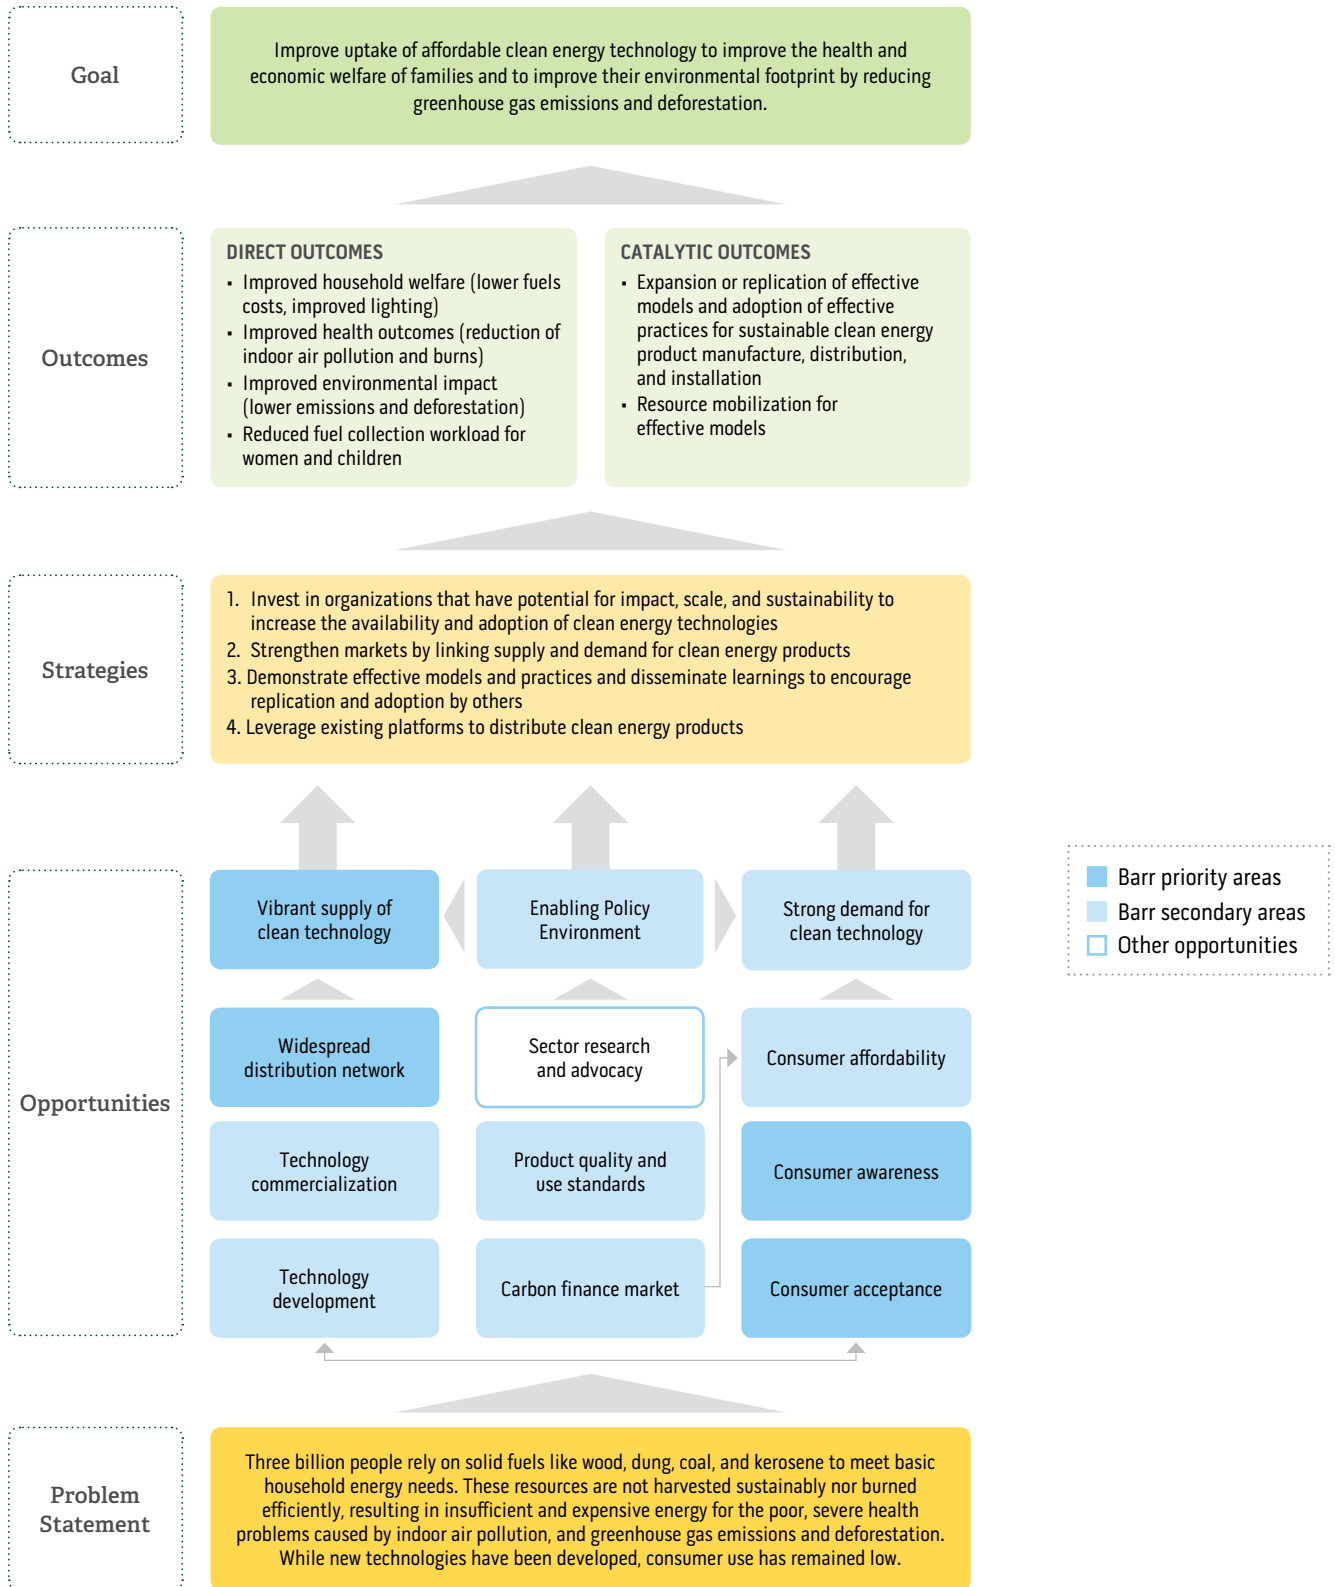 Goal
Improve uptake of affordable clean energy technology to improve the health and
economic welfare of families and to improve their environmental footprint by reducing
greenhouse gas emissions and deforestation.
Outcomes
DIRECT OUTCOMES
▪ Improved household welfare (lower fuels
costs, improved lighting)
▪ Improved health outcomes (reduction of
indoor air pollution and burns)
▪ Improved environmental impact
(lower emissions and deforestation)
▪ Reduced fuel collection workload for
women and children
CATALYTIC OUTCOMES
▪ Expansion or replication of effective
models and adoption of effective
practices for sustainable clean energy
product manufacture, distribution,
and installation
▪ Resource mobilization for
effective models
Strategies
1. Invest in organizations that have potential for impact, scale, and sustainability to
increase the availability and adoption of clean energy technologies
2. Strengthen markets by linking supply and demand for clean energy products
3. Demonstrate effective models and practices and disseminate learnings to encourage
replication and adoption by others
4. Leverage existing platforms to distribute clean energy products
Opportunities
Vibrant supply of
clean technology
Enabling Policy
Environment
Strong demand for
clean technology
Widespread
distribution network
Sector research
and advocacy
Consumer affordability
Technology
commercialization
Product quality and
use standards
Consumer awareness
Technology
development
Carbon finance market
Consumer acceptance
Barr priority areas
Barr secondary areas
Other opportunities
Problem
Statement
Three billion people rely on solid fuels like wood, dung, coal, and kerosene to meet basic
household energy needs. These resources are not harvested sustainably nor burned
efficiently, resulting in insufficient and expensive energy for the poor, severe health
problems caused by indoor air pollution, and greenhouse gas emissions and deforestation.
While new technologies have been developed, consumer use has remained low.